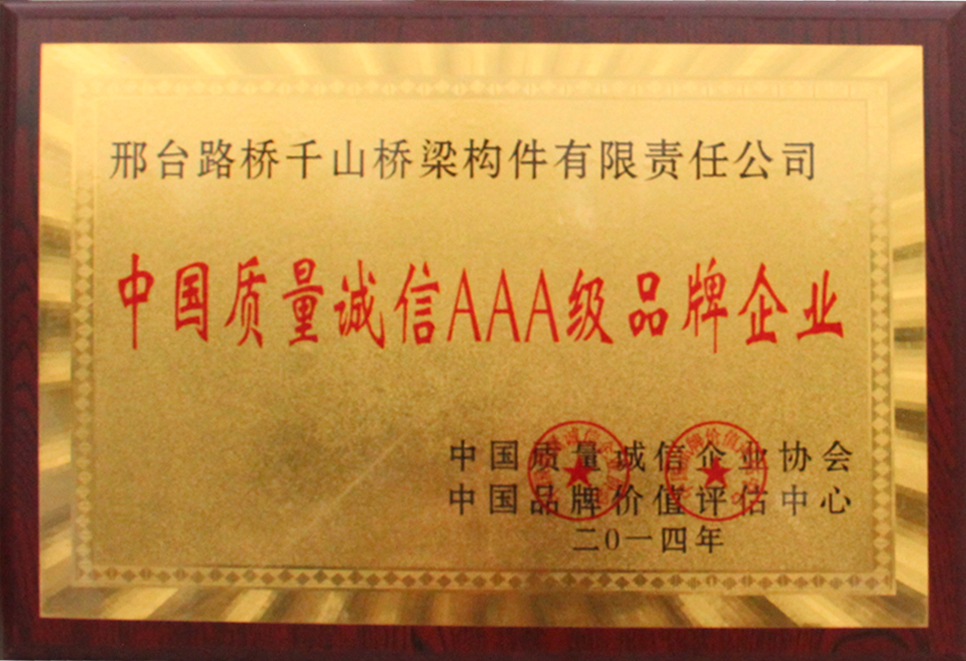 邢台路桥千山桥梁构件有限责任公司
中国质量诚信AAA级品牌企业
中国质量诚信企业协会
中国品牌价值评估中心
二0一四年